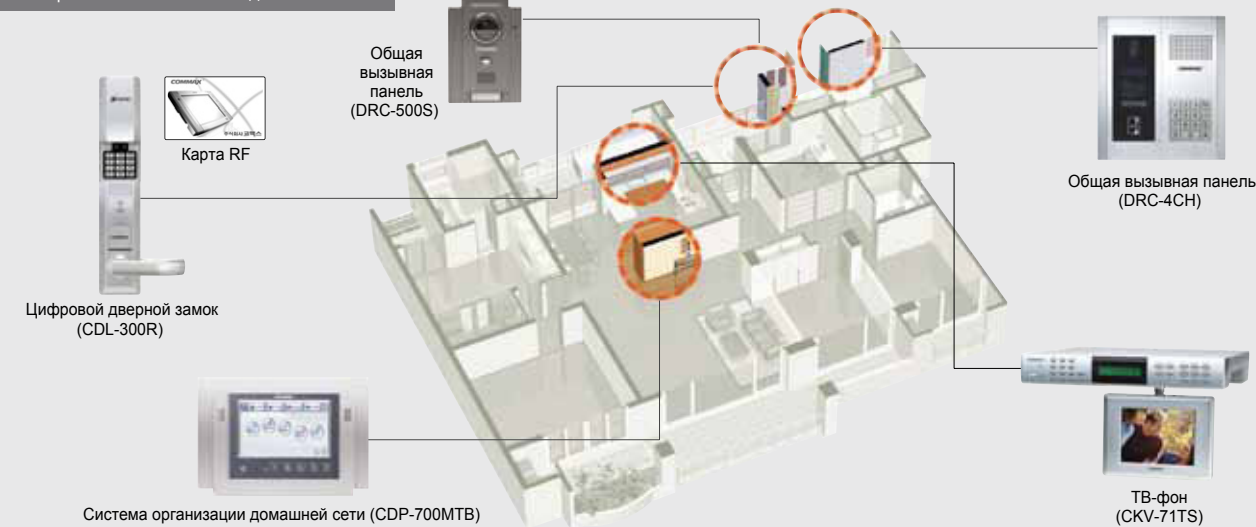 Общая
вызывная
панель
(DRC-500S)
COMMAX
Карта RF
Общая вызывная панель
(DRC-4CH)
Цифровой дверной замок
(CDL-300R)
Система организации домашней сети (CDP-700MTB)
ТВ-фон
(CKV-71TS)